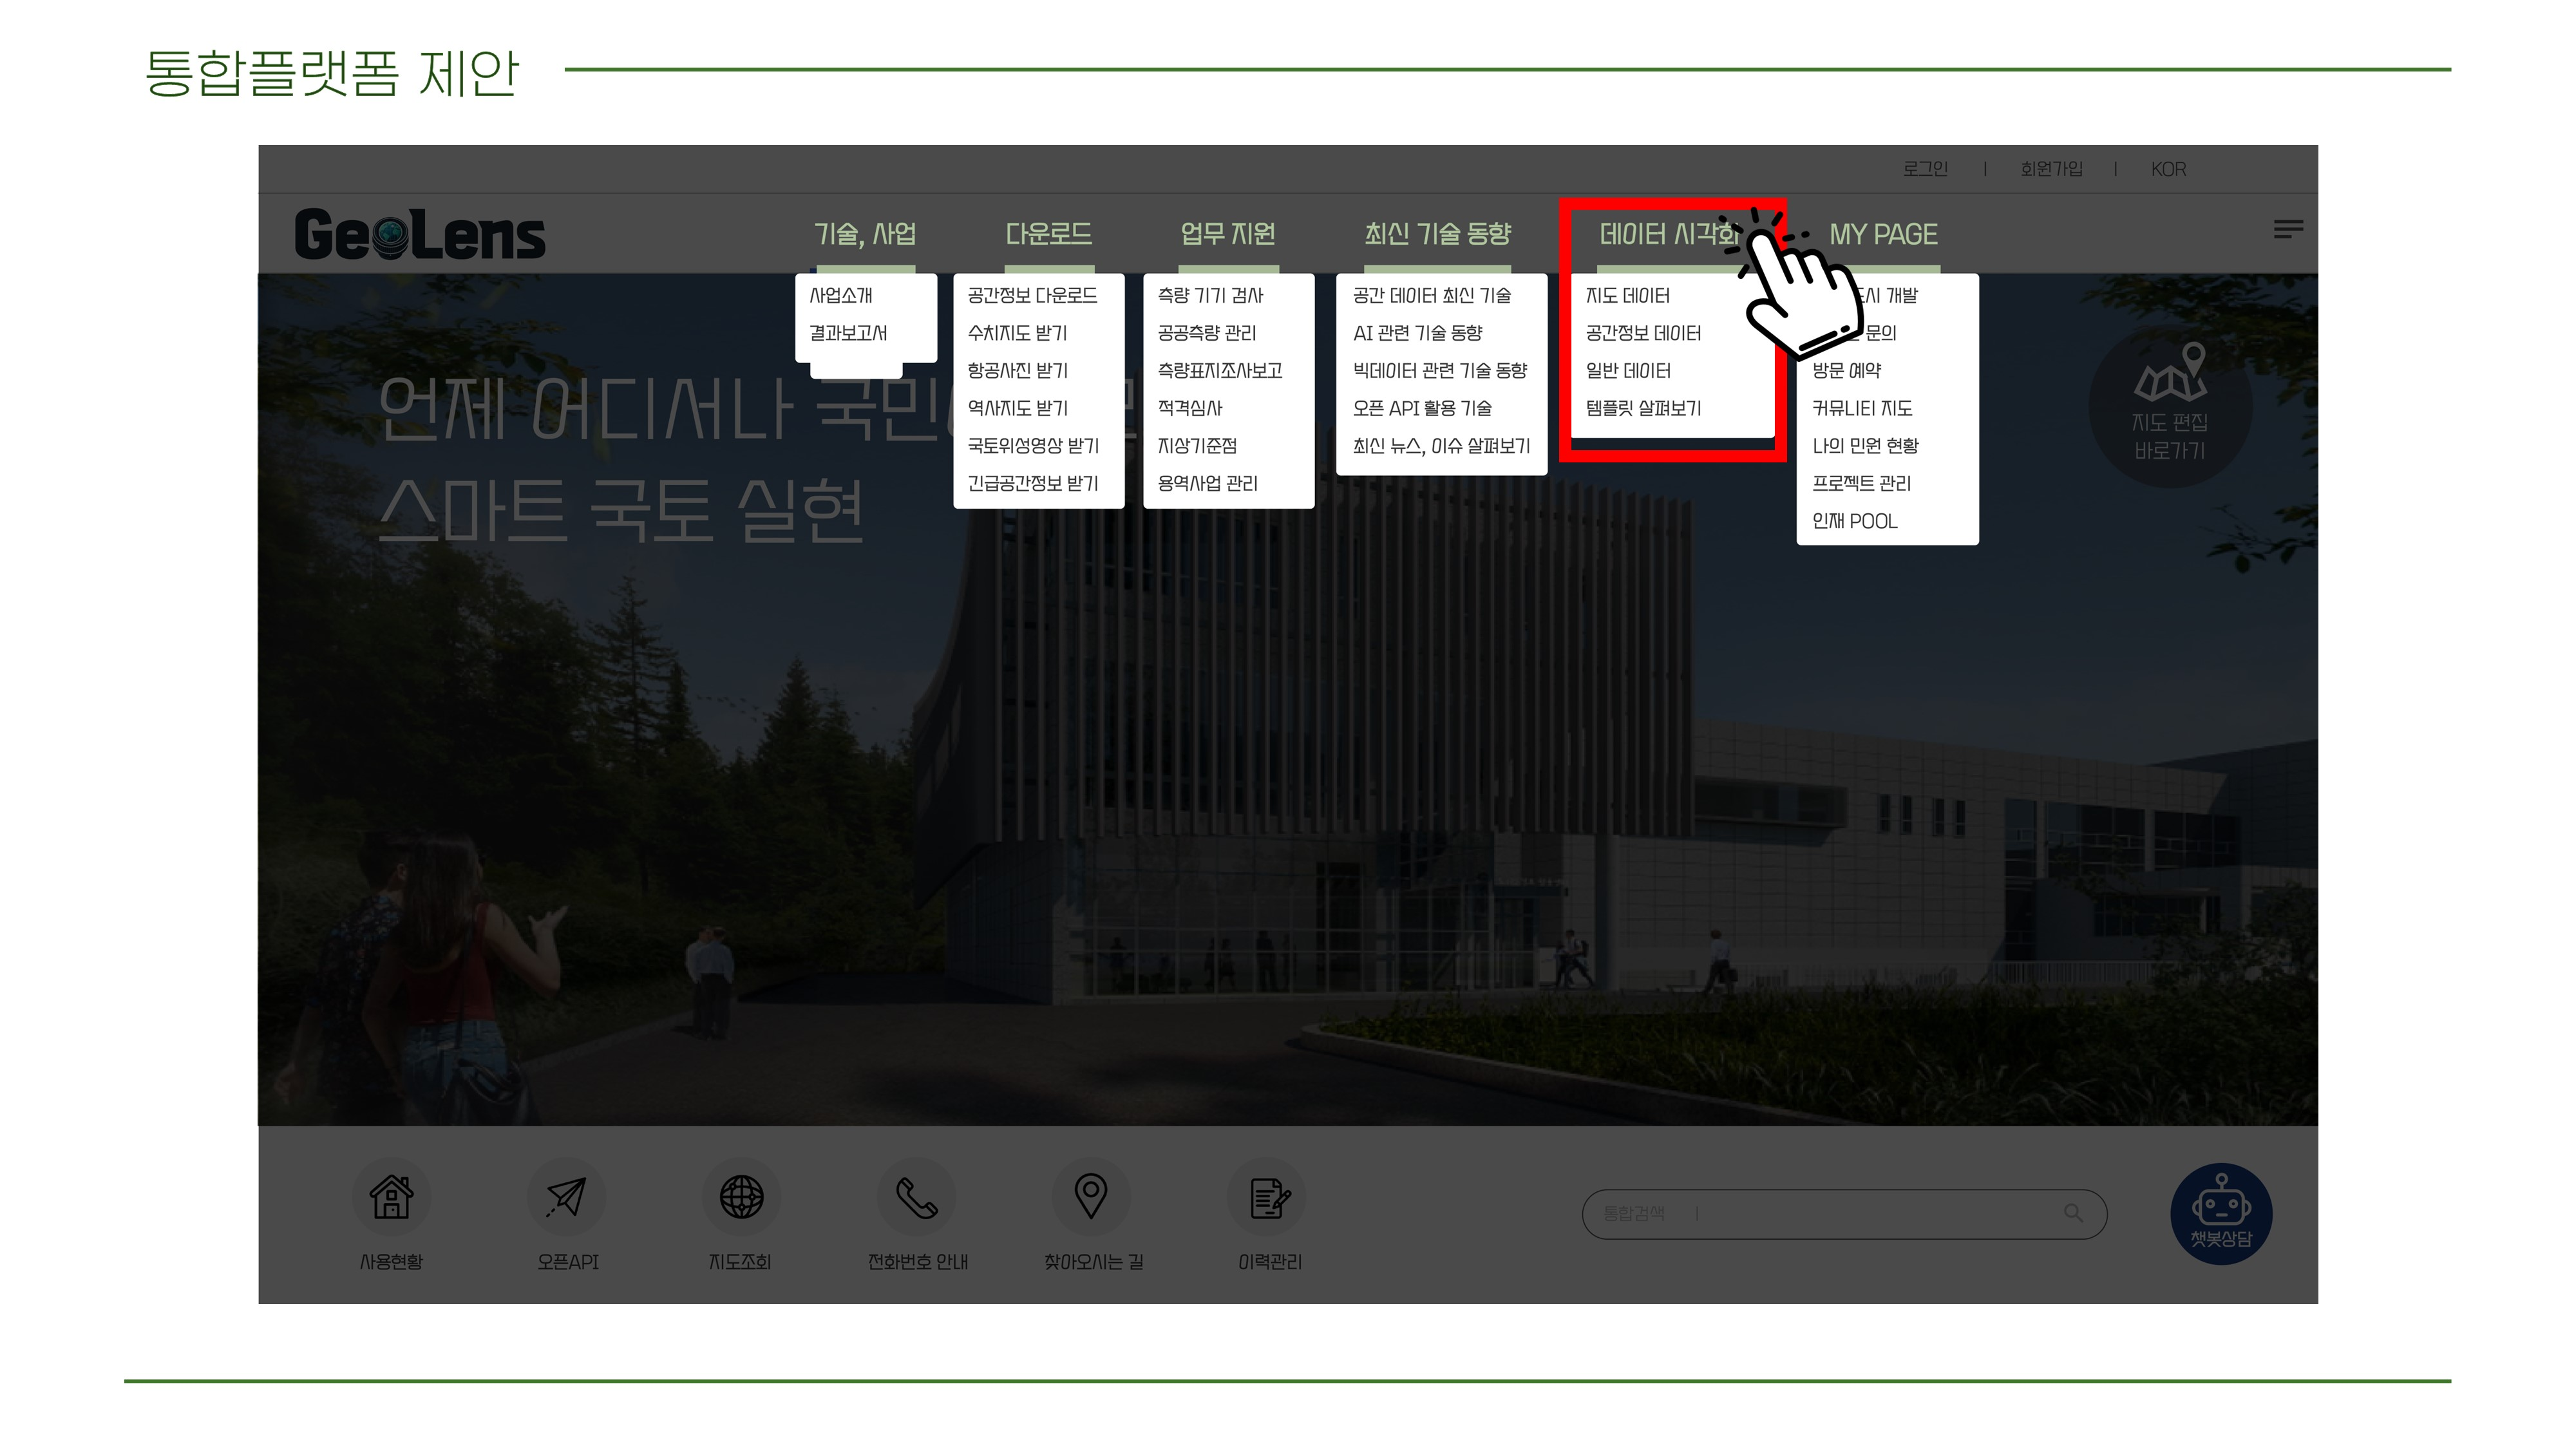 통합플랫폼 제안
로그인 | 회원가입 | KOR
GeoLens
기술, 사업
다운로드
업무 지원
최신 기술 동향
데이터 시각화
MY PAGE
사업소개
결과보고서
공간정보 다운로드
수치지도 받기
항공사진 받기
역사지도 받기
국토위성영상 받기
긴급공간정보 받기
측량 기기 검사
공공측량 관리
측량표지조사보고
적격심사
지상기준점
용역사업 관리
공간 데이터 최신 기술
AI 관련 기술 동향
빅데이터 관련 기술 동향
오픈 API 활용 기술
최신 뉴스, 이슈 살펴보기
지도 데이터
공간정보 데이터
일반 데이터
템플릿 살펴보기
개발
문의
방문 예약
커뮤니티 지도
나의 민원 현황
프로젝트 관리
인재 POOL
언제 어디서나
스마트 국토 실현
지도 편집
바로가기
사용현황
오픈API
지도조회
전화번호 안내
찾아오시는 길
이력관리
통합검색 |
챗봇상담